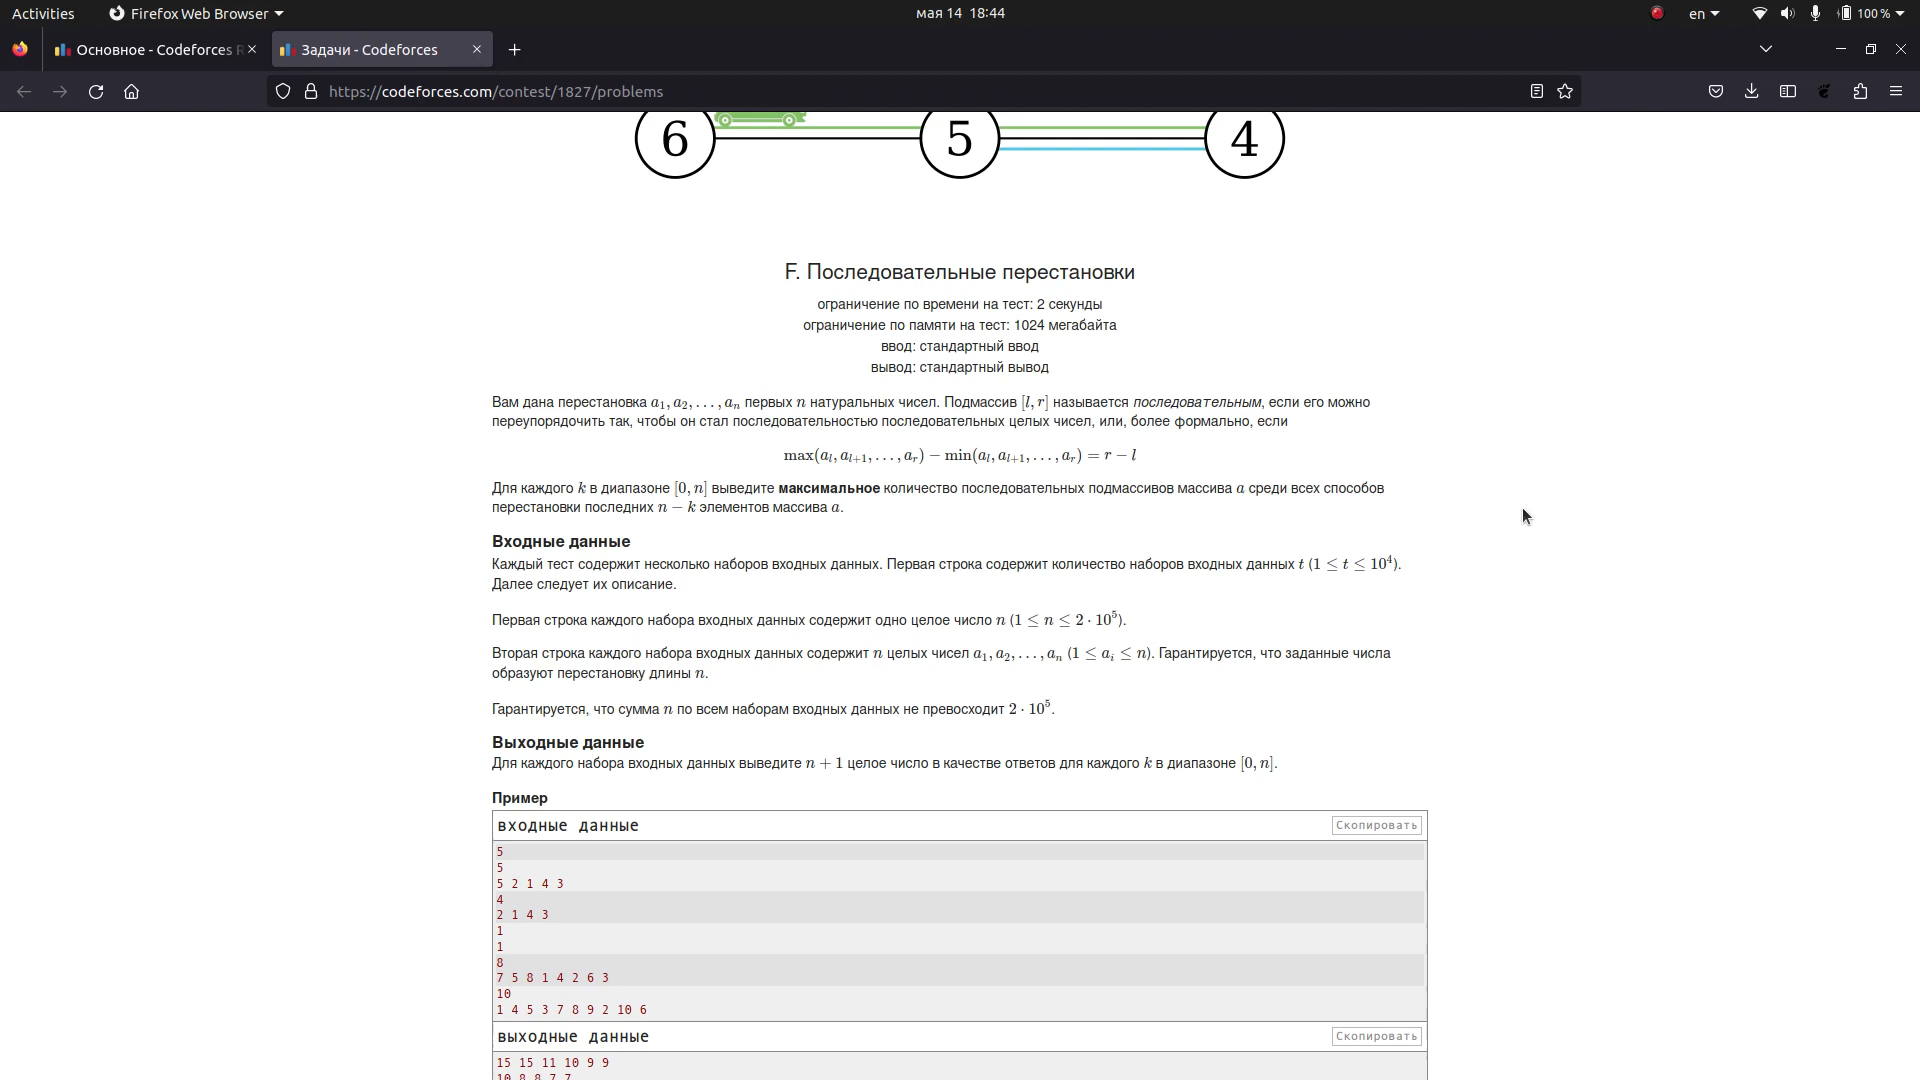 Activities Firefox Web Browser мая 14 18:44 en 100 %
Основное - Codeforces Задачи - Codeforces
https://codeforces.com/contest/1827/problems
6 5 4
F. Последовательные перестановки
ограничение по времени на тест: 2 секунды
ограничение по памяти на тест: 1024 мегабайта
ввод: стандартный ввод
вывод: стандартный вывод
Вам дана перестановка a₁, a₂, . . . , aₙ первых n натуральных чисел. Подмассив [l, r] называется последовательным, если его можно
переупорядочить так, чтобы он стал последовательностью последовательных целых чисел, или, более формально, если
max(aₗ, aₗ₊₁, . . . , aᵣ) − min(aₗ, aₗ₊₁, . . . , aᵣ) = r − l
Для каждого k в диапазоне [0, n] выведите максимальное количество последовательных подмассивов массива a среди всех способов
перестановки последних n − k элементов массива a.
Входные данные
Каждый тест содержит несколько наборов входных данных. Первая строка содержит количество наборов входных данных t (1 ≤ t ≤ 10⁴).
Далее следует их описание.
Первая строка каждого набора входных данных содержит одно целое число n (1 ≤ n ≤ 2 · 10⁵).
Вторая строка каждого набора входных данных содержит n целых чисел a₁, a₂, . . . , aₙ (1 ≤ aᵢ ≤ n). Гарантируется, что заданные числа
образуют перестановку длины n.
Гарантируется, что сумма n по всем наборам входных данных не превосходит 2 · 10⁵.
Выходные данные
Для каждого набора входных данных выведите n + 1 целое число в качестве ответов для каждого k в диапазоне [0, n].
Пример
входные данные Скопировать
5
5
5 2 1 4 3
4
2 1 4 3
1
1
8
7 5 8 1 4 2 6 3
10
1 4 5 3 7 8 9 2 10 6
выходные данные Скопировать
15 15 11 10 9 9
10 8 8 7 7